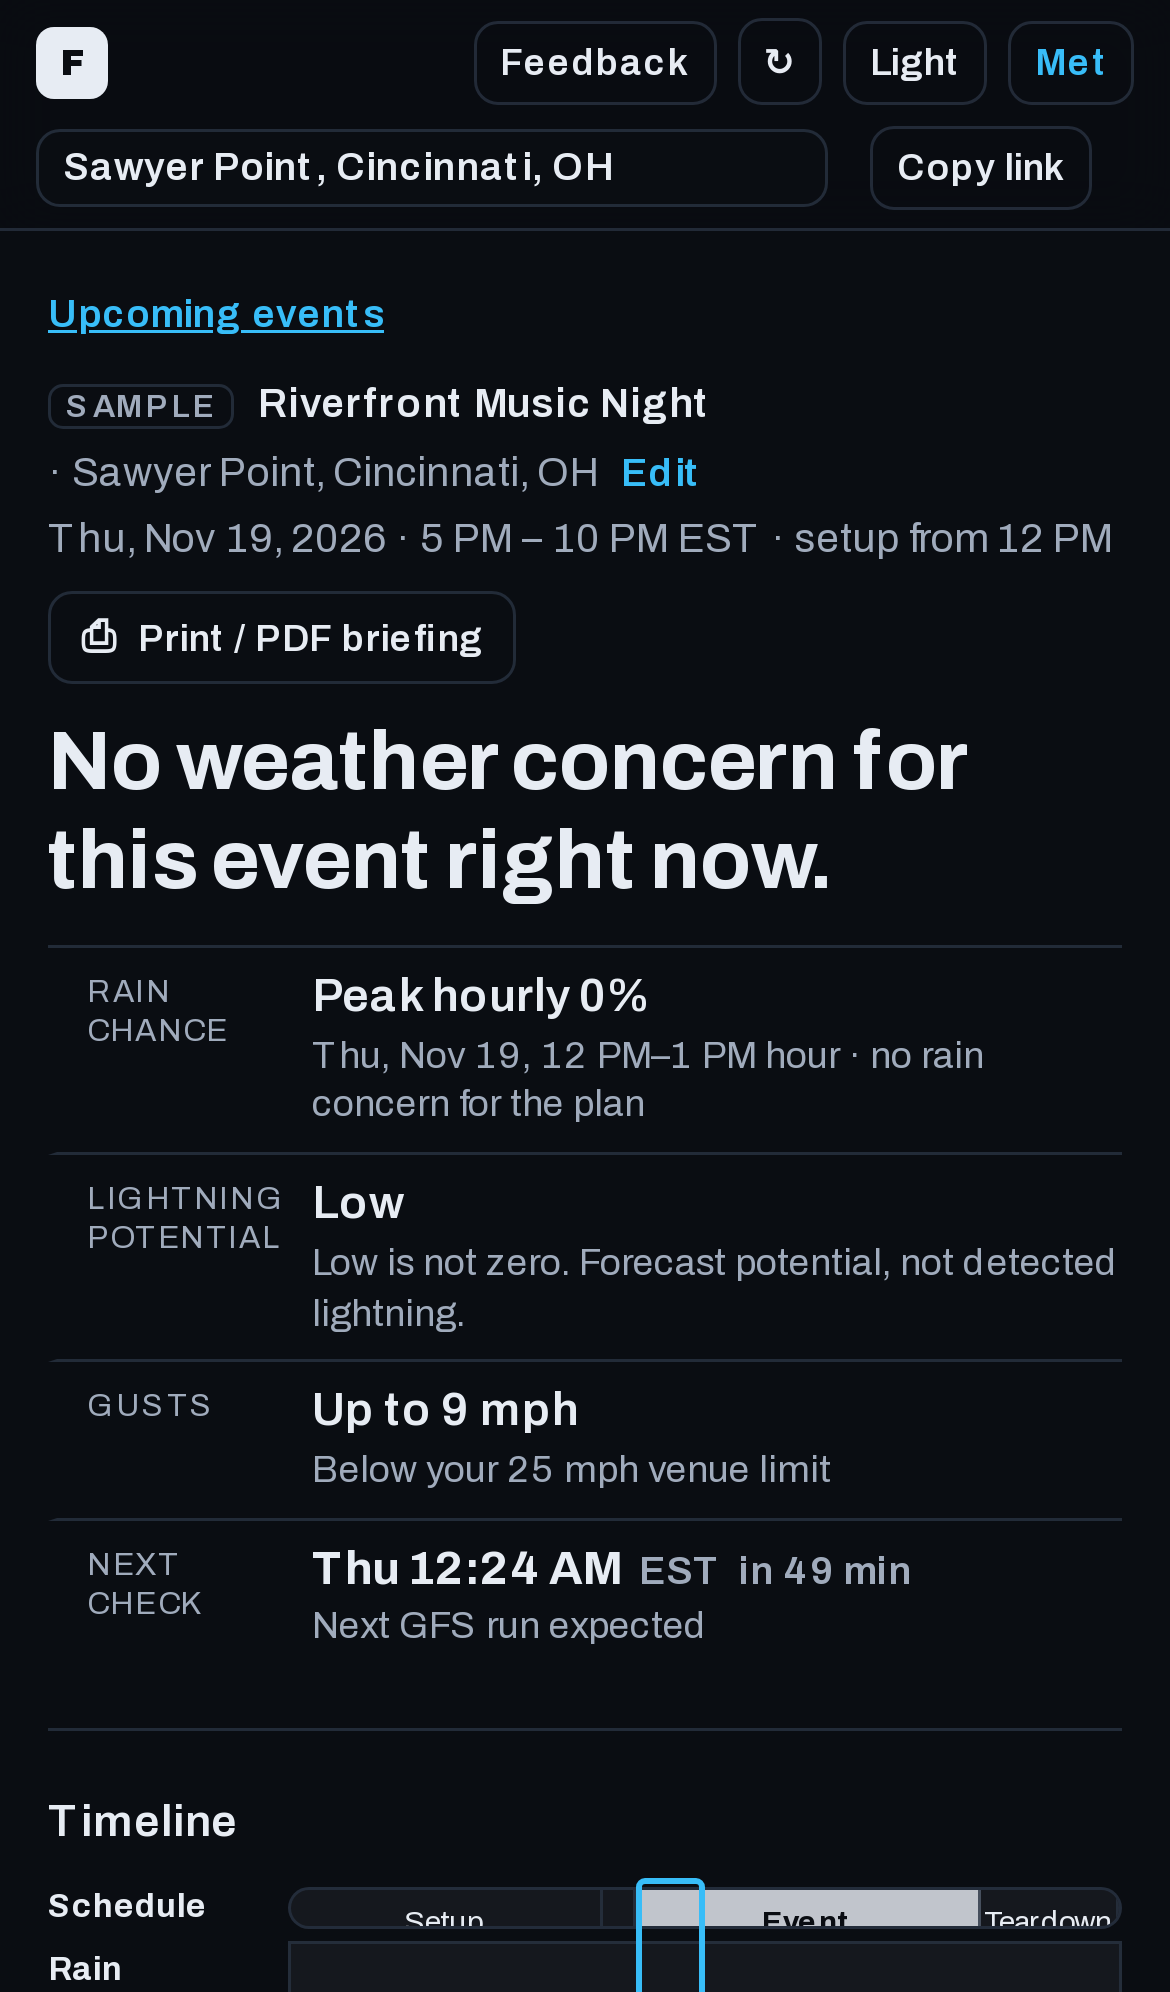 F
Feedback ↻ Light Met
Sawyer Point, Cincinnati, OH
Copy link
Upcoming events
SAMPLE Riverfront Music Night
· Sawyer Point, Cincinnati, OH Edit
Thu, Nov 19, 2026 · 5 PM – 10 PM EST · setup from 12 PM
Print / PDF briefing
No weather concern for
this event right now.
RAIN
CHANCE
Peak hourly 0%
Thu, Nov 19, 12 PM–1 PM hour · no rain
concern for the plan
LIGHTNING
POTENTIAL
Low
Low is not zero. Forecast potential, not detected
lightning.
GUSTS
Up to 9 mph
Below your 25 mph venue limit
NEXT
CHECK
Thu 12:24 AM EST in 49 min
Next GFS run expected
Timeline
Schedule
Setup Event Teardown
Rain